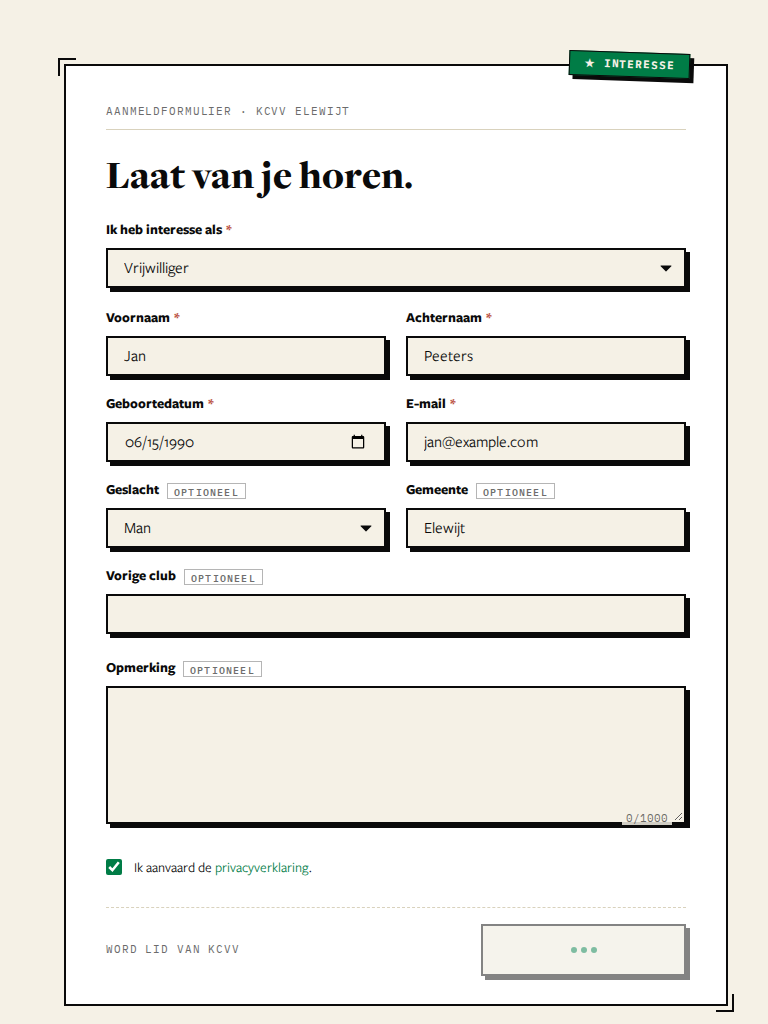 ★ INTERESSE
AANMELDFORMULIER · KCVV ELEWIJT
Laat van je horen.
Ik heb interesse als *
Vrijwilliger
Voornaam *
Achternaam *
Jan
Peeters
Geboortedatum *
E-mail *
06/15/1990
jan@example.com
Geslacht OPTIONEEL
Gemeente OPTIONEEL
Man
Elewijt
Vorige club OPTIONEEL
Opmerking OPTIONEEL
0/1000
Ik aanvaard de privacyverklaring.
WORD LID VAN KCVV